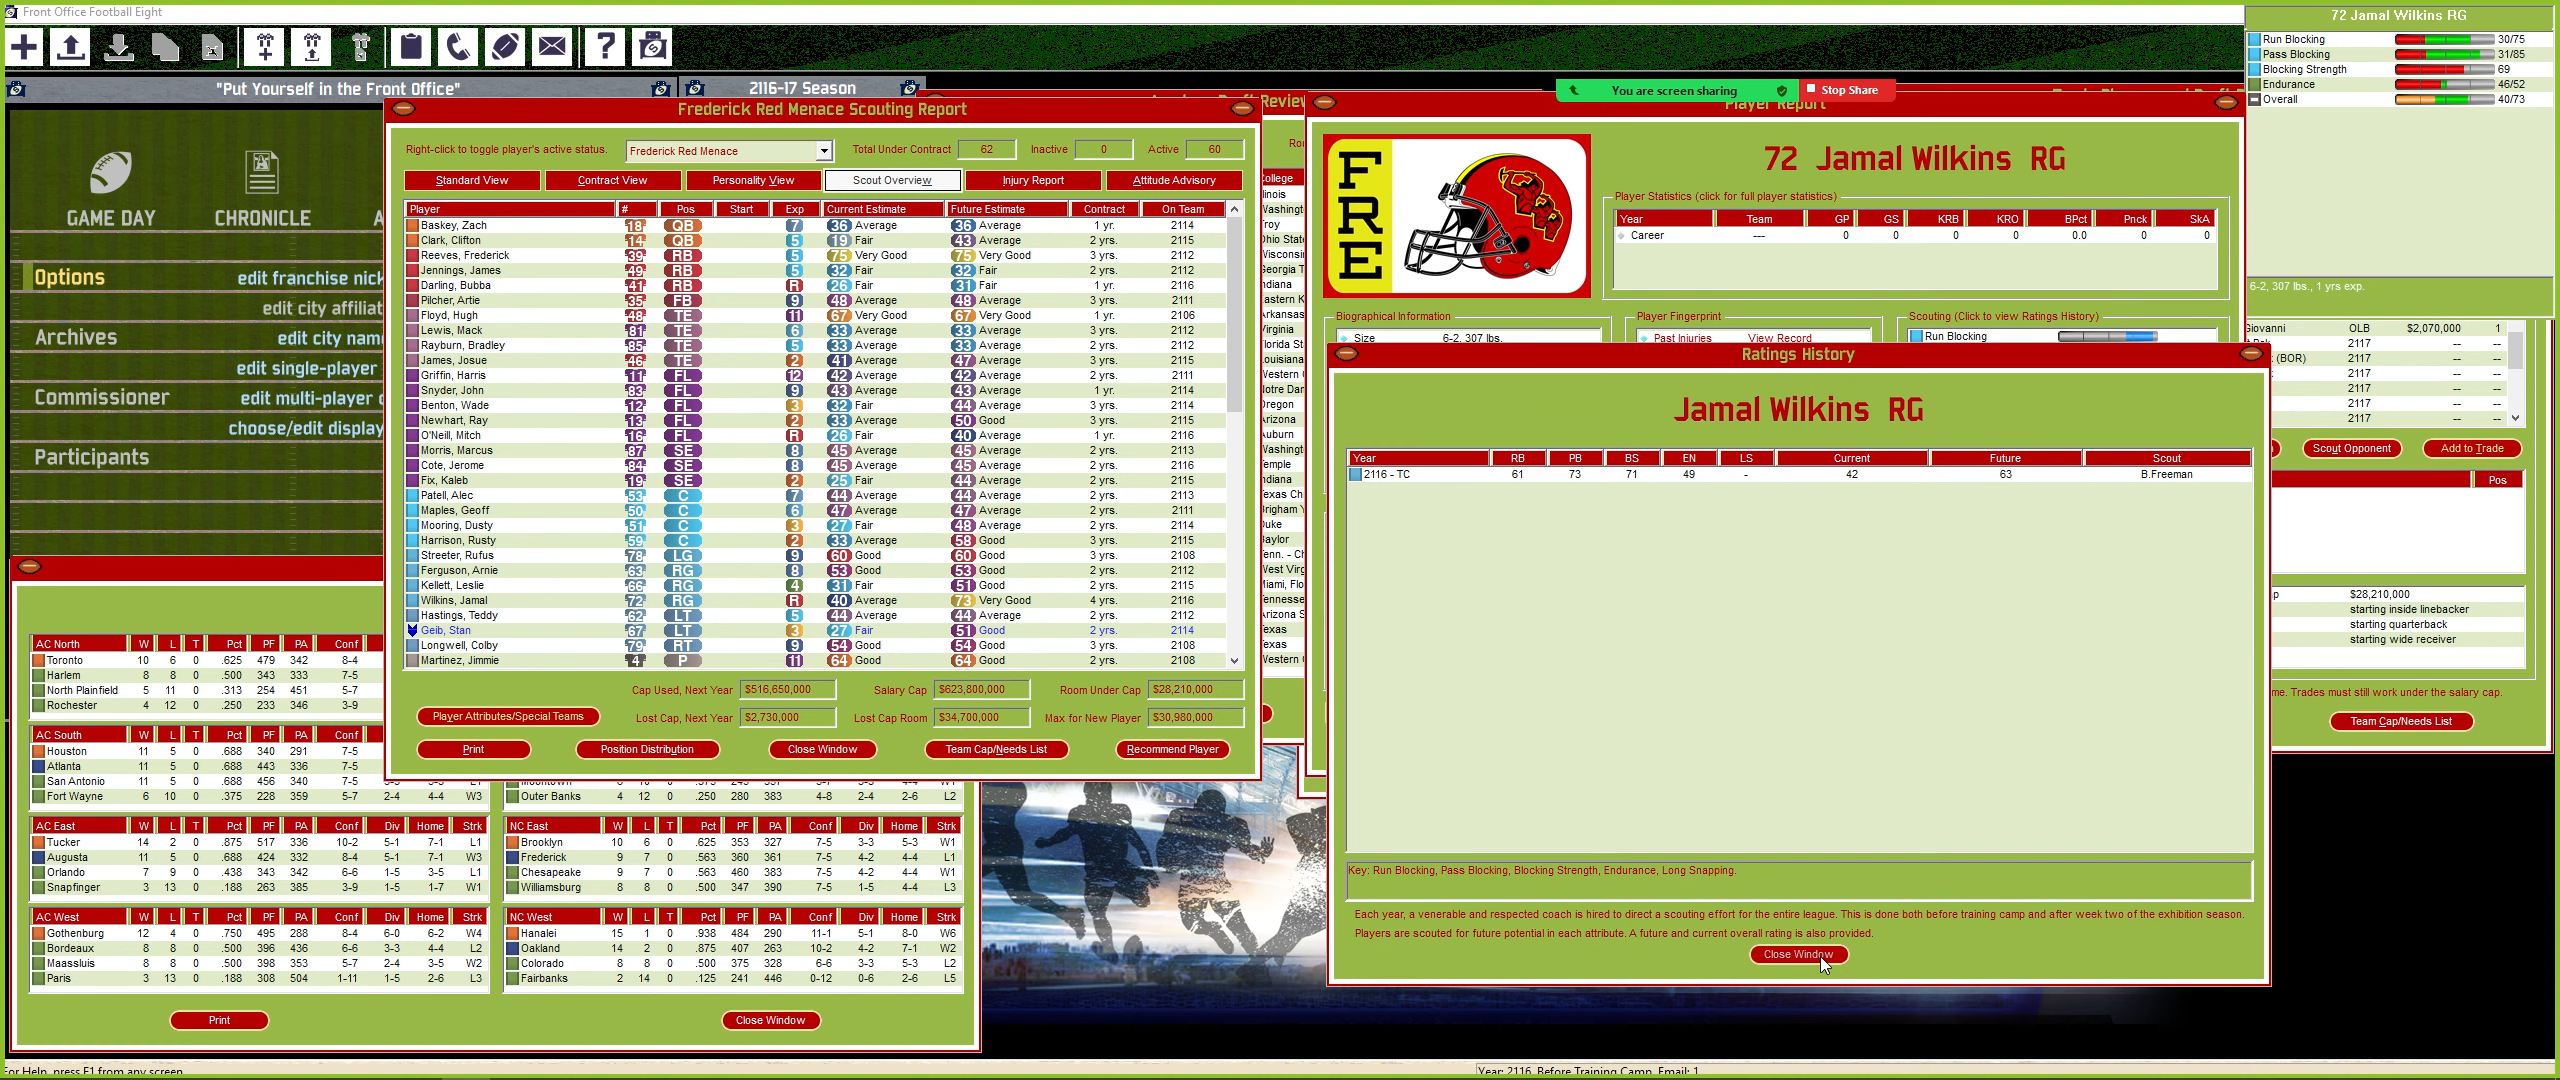 Front Office Football Eight
"Put Yourself in the Front Office"
2116-17 Season
You are screen sharing
Stop Share
72 Jamal Wilkins RG
Run Blocking 30/75
Pass Blocking 31/85
Blocking Strength 69
Endurance 46/52
Overall 40/73
6-2, 307 lbs., 1 yrs exp.
GAME DAY
CHRONICLE
Options
edit franchise nick
edit city affiliat
Archives
edit city nam
edit single-player
Commissioner
edit multi-player
choose/edit display
Participants
Frederick Red Menace Scouting Report
Right-click to toggle player's active status.
Frederick Red Menace
Total Under Contract 62
Inactive 0
Active 60
Standard View
Contract View
Personality View
Scout Overview
Injury Report
Attitude Advisory
Player # Pos Start Exp Current Estimate Future Estimate Contract On Team
Baskey, Zach 18 QB 7 36 Average 36 Average 1 yr. 2114
Clark, Clifton 14 QB 5 19 Fair 43 Average 2 yrs. 2115
Reeves, Frederick 39 RB 5 75 Very Good 75 Very Good 3 yrs. 2112
Jennings, James 49 RB 5 32 Fair 32 Fair 2 yrs. 2112
Darling, Bubba 41 RB R 26 Fair 31 Fair 1 yr. 2116
Pilcher, Artie 35 FB 9 48 Average 48 Average 3 yrs. 2111
Floyd, Hugh 48 TE 11 67 Very Good 67 Very Good 1 yr. 2106
Lewis, Mack 81 TE 6 33 Average 33 Average 3 yrs. 2112
Rayburn, Bradley 85 TE 5 33 Average 33 Average 2 yrs. 2112
James, Josue 46 TE 2 41 Average 47 Average 3 yrs. 2115
Griffin, Harris 11 FL 12 42 Average 42 Average 2 yrs. 2111
Snyder, John 83 FL 9 43 Average 43 Average 1 yr. 2114
Benton, Wade 12 FL 3 32 Fair 44 Average 3 yrs. 2114
Newhart, Ray 13 FL 2 33 Average 50 Good 2 yrs. 2115
O'Neill, Mitch 16 FL R 26 Fair 40 Average 1 yr. 2116
Morris, Marcus 87 SE 8 45 Average 45 Average 3 yrs. 2112
Cote, Jerome 84 SE 8 45 Average 45 Average 2 yrs. 2116
Fix, Kaleb 19 SE 2 25 Fair 44 Average 2 yrs. 2115
Patell, Alec 53 C 7 44 Average 44 Average 2 yrs. 2113
Maples, Geoff 50 C 6 47 Average 47 Average 2 yrs. 2111
Mooring, Dusty 51 C 3 27 Fair 48 Average 2 yrs. 2114
Harrison, Rusty 59 C 2 33 Average 58 Good 3 yrs. 2115
Streeter, Rufus 78 LG 9 60 Good 60 Good 3 yrs. 2108
Ferguson, Arnie 63 RG 8 53 Good 53 Good 2 yrs. 2112
Kellett, Leslie 66 RG 4 31 Fair 51 Good 2 yrs. 2115
Wilkins, Jamal 72 RG R 40 Average 73 Very Good 4 yrs. 2116
Hastings, Teddy 62 LT 5 44 Average 44 Average 2 yrs. 2112
Geib, Stan 67 LT 3 27 Fair 51 Good 2 yrs. 2114
Longwell, Colby 79 RT 9 54 Good 54 Good 3 yrs. 2108
Martinez, Jimmie 4 P 11 64 Good 64 Good 2 yrs. 2108
Cap Used, Next Year $516,650,000
Salary Cap $623,800,000
Room Under Cap $28,210,000
Player Attributes/Special Teams
Lost Cap, Next Year $2,730,000
Lost Cap Room $34,700,000
Max for New Player $30,980,000
Print
Position Distribution
Close Window
Team Cap/Needs List
Recommend Player
Player Report
FRE
72 Jamal Wilkins RG
Player Statistics (click for full player statistics)
Year Team GP GS KRB KRO BPct Pnck SkA
Career --- 0 0 0 0 0.0 0 0
Biographical Information
Size 6-2, 307 lbs.
Player Fingerprint
Past Injuries View Record
Scouting (Click to view Ratings History)
Run Blocking
Ratings History
Jamal Wilkins RG
Year RB PB BS EN LS Current Future Scout
2116 - TC 61 73 71 49 - 42 63 B.Freeman
Key: Run Blocking, Pass Blocking, Blocking Strength, Endurance, Long Snapping.
Each year, a venerable and respected coach is hired to direct a scouting effort for the entire league. This is done both before training camp and after week two of the exhibition season.
Players are scouted for future potential in each attribute. A future and current overall rating is also provided.
Close Window
Giovanni OLB $2,070,000 1
2117 -- --
(BOR) 2117 -- --
2117 -- --
2117 -- --
2117 -- --
2117 -- --
Scout Opponent
Add to Trade
Pos
$28,210,000
starting inside linebacker
starting quarterback
starting wide receiver
me. Trades must still work under the salary cap.
Team Cap/Needs List
AC North W L T Pct PF PA Conf
Toronto 10 6 0 .625 479 342 8-4
Harlem 8 8 0 .500 343 333 7-5
North Plainfield 5 11 0 .313 254 451 5-7
Rochester 4 12 0 .250 233 346 3-9
AC South W L T Pct PF PA Conf
Houston 11 5 0 .688 340 291 7-5
Atlanta 11 5 0 .688 443 336 7-5
San Antonio 11 5 0 .688 456 340 7-5
Fort Wayne 6 10 0 .375 228 359 5-7 2-4 4-4 W3
Outer Banks 4 12 0 .250 280 383 4-8 2-4 2-6 L2
AC East W L T Pct PF PA Conf Div Home Strk
Tucker 14 2 0 .875 517 336 10-2 5-1 7-1 L1
Augusta 11 5 0 .688 424 332 8-4 5-1 7-1 W3
Orlando 7 9 0 .438 343 342 6-6 1-5 3-5 L1
Snapfinger 3 13 0 .188 263 385 3-9 1-5 1-7 W1
NC East W L T Pct PF PA Conf Div Home Strk
Brooklyn 10 6 0 .625 353 327 7-5 3-3 5-3 W1
Frederick 9 7 0 .563 360 361 7-5 4-2 4-4 L1
Chesapeake 9 7 0 .563 460 383 7-5 4-2 4-4 W1
Williamsburg 8 8 0 .500 347 390 7-5 1-5 4-4 L3
AC West W L T Pct PF PA Conf Div Home Strk
Gothenburg 12 4 0 .750 495 288 8-4 6-0 6-2 W4
Bordeaux 8 8 0 .500 396 436 6-6 3-3 4-4 L2
Maassluis 8 8 0 .500 398 353 5-7 2-4 3-5 W2
Paris 3 13 0 .188 308 504 1-11 1-5 2-6 L3
NC West W L T Pct PF PA Conf Div Home Strk
Hanalei 15 1 0 .938 484 290 11-1 5-1 8-0 W6
Oakland 14 2 0 .875 407 263 10-2 4-2 7-1 W2
Colorado 8 8 0 .500 375 328 6-6 3-3 5-3 L2
Fairbanks 2 14 0 .125 241 446 0-12 0-6 2-6 L5
Print
Close Window
For Help, press F1 from any screen
Year: 2116, Before Training Camp, Email: 1